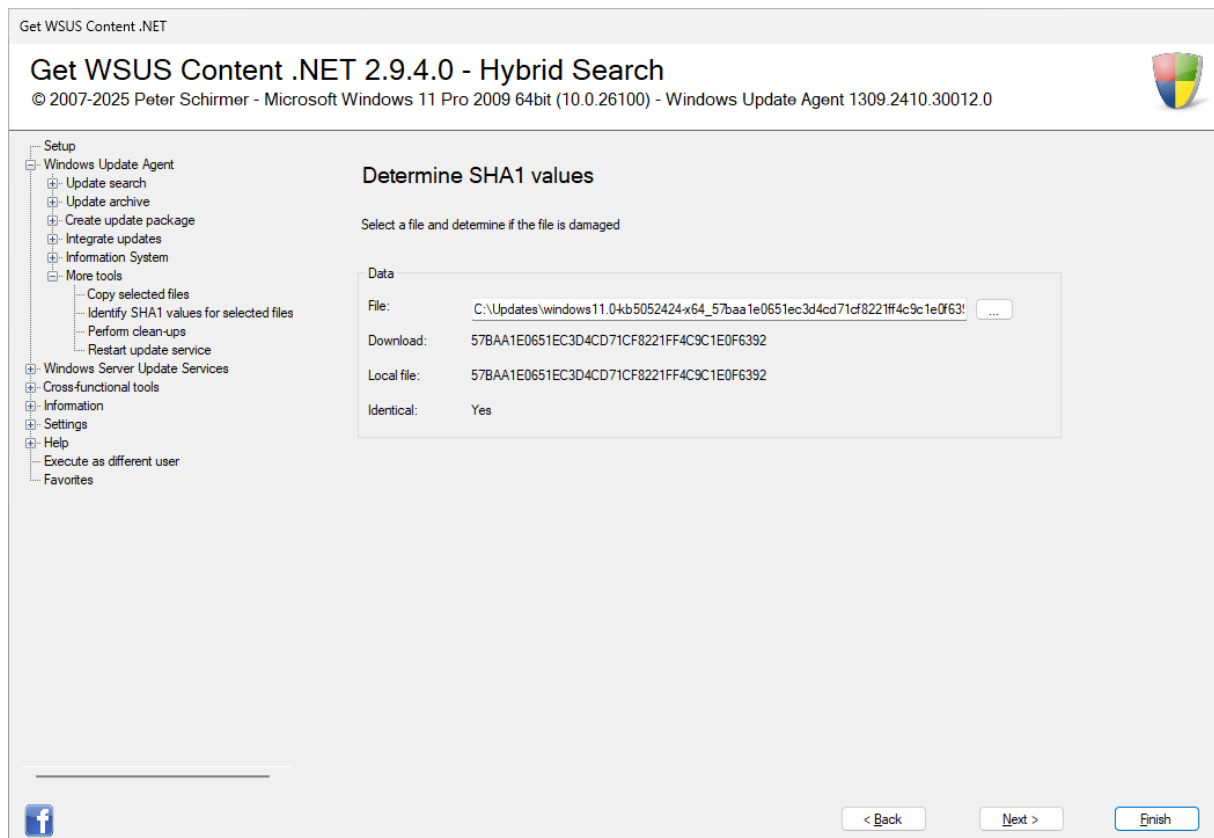 Get WSUS Content .NET
Get WSUS Content .NET 2.9.4.0 - Hybrid Search
© 2007-2025 Peter Schirmer - Microsoft Windows 11 Pro 2009 64bit (10.0.26100) - Windows Update Agent 1309.2410.30012.0
Setup
Windows Update Agent
Update search
Update archive
Create update package
Integrate updates
Information System
More tools
Copy selected files
Identify SHA1 values for selected files
Perform clean-ups
Restart update service
Windows Server Update Services
Cross-functional tools
Information
Settings
Help
Execute as different user
Favorites
Determine SHA1 values
Select a file and determine if the file is damaged
Data
File: C:\Updates\windows11.0-kb5052424-x64_57baa1e0651ec3d4cd71cf8221ff4c9c1e0f639 ...
Download: 57BAA1E0651EC3D4CD71CF8221FF4C9C1E0F6392
Local file: 57BAA1E0651EC3D4CD71CF8221FF4C9C1E0F6392
Identical: Yes
f
< Back Next > Finish